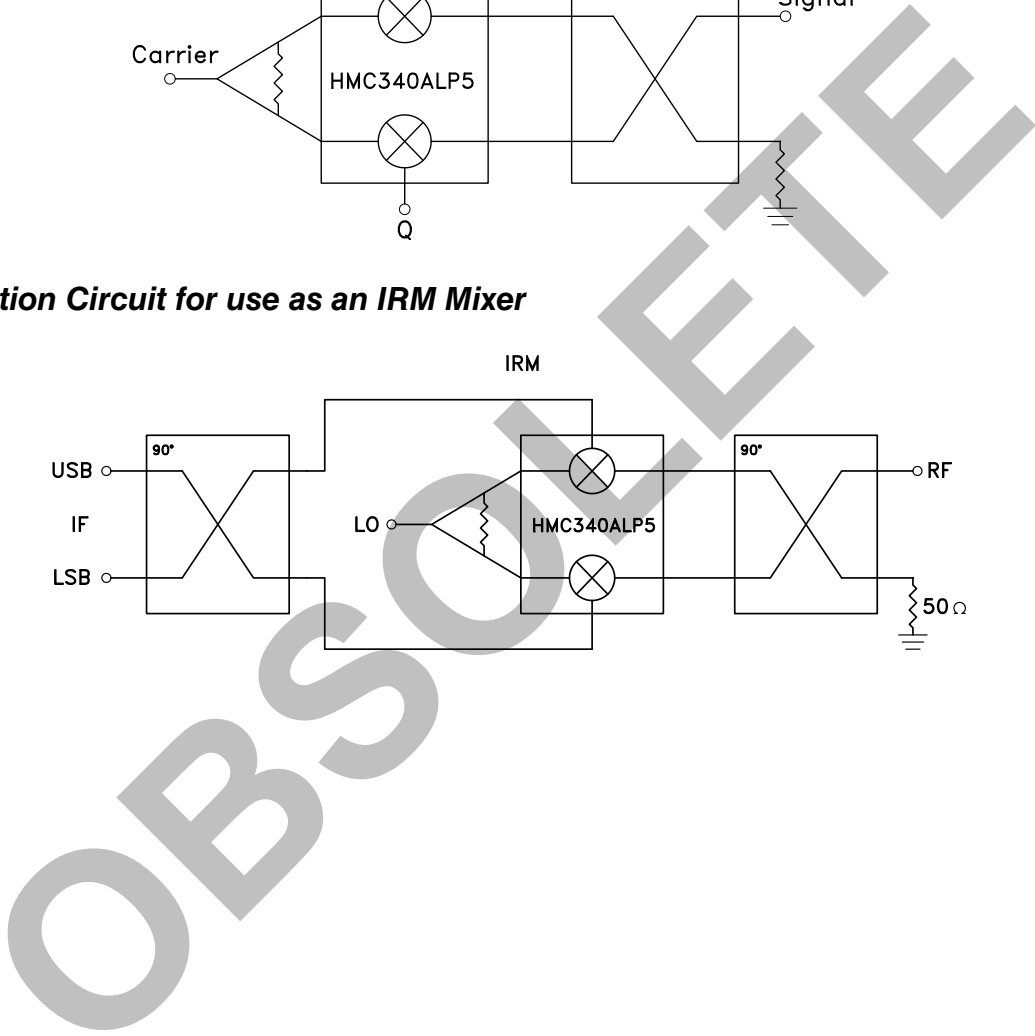 Signal
Carrier
HMC340ALP5
Q
tion Circuit for use as an IRM Mixer
IRM
90°
90°
USB
RF
IF
LO
HMC340ALP5
LSB
50 Ω
OBSOLETE